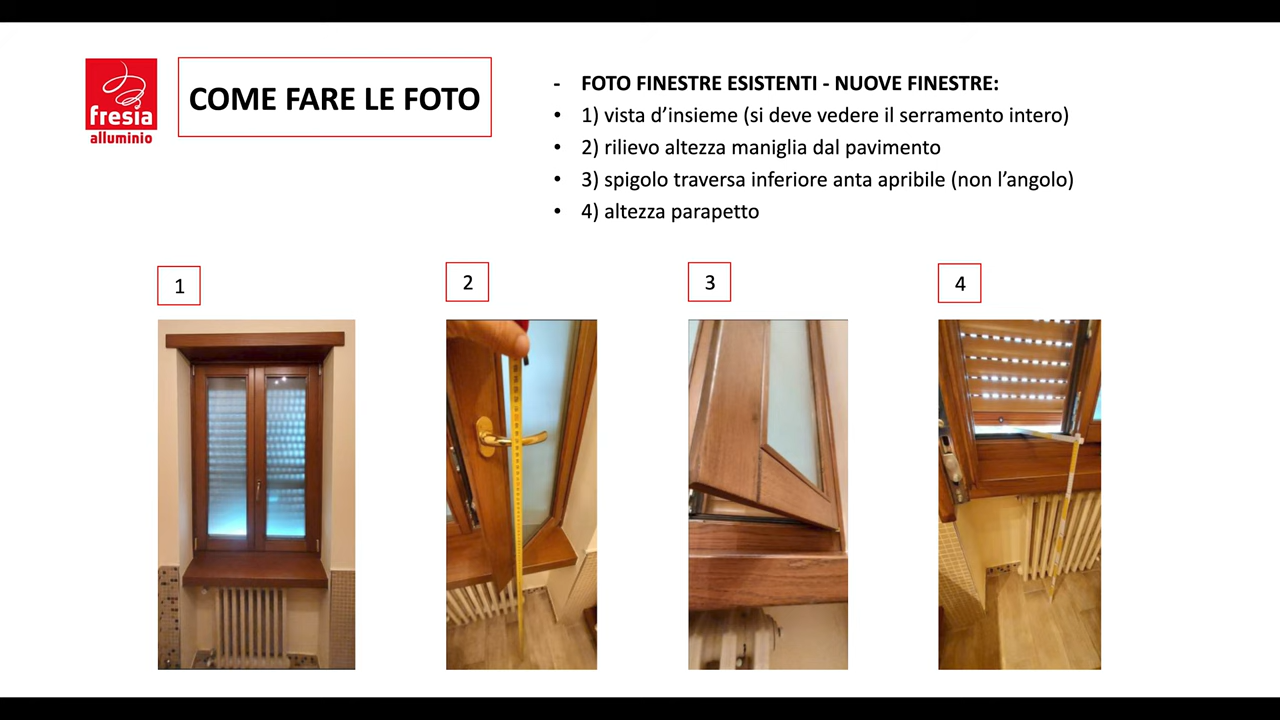 fresia
alluminio
COME FARE LE FOTO
- FOTO FINESTRE ESISTENTI - NUOVE FINESTRE:
• 1) vista d’insieme (si deve vedere il serramento intero)
• 2) rilievo altezza maniglia dal pavimento
• 3) spigolo traversa inferiore anta apribile (non l’angolo)
• 4) altezza parapetto
1
2
3
4